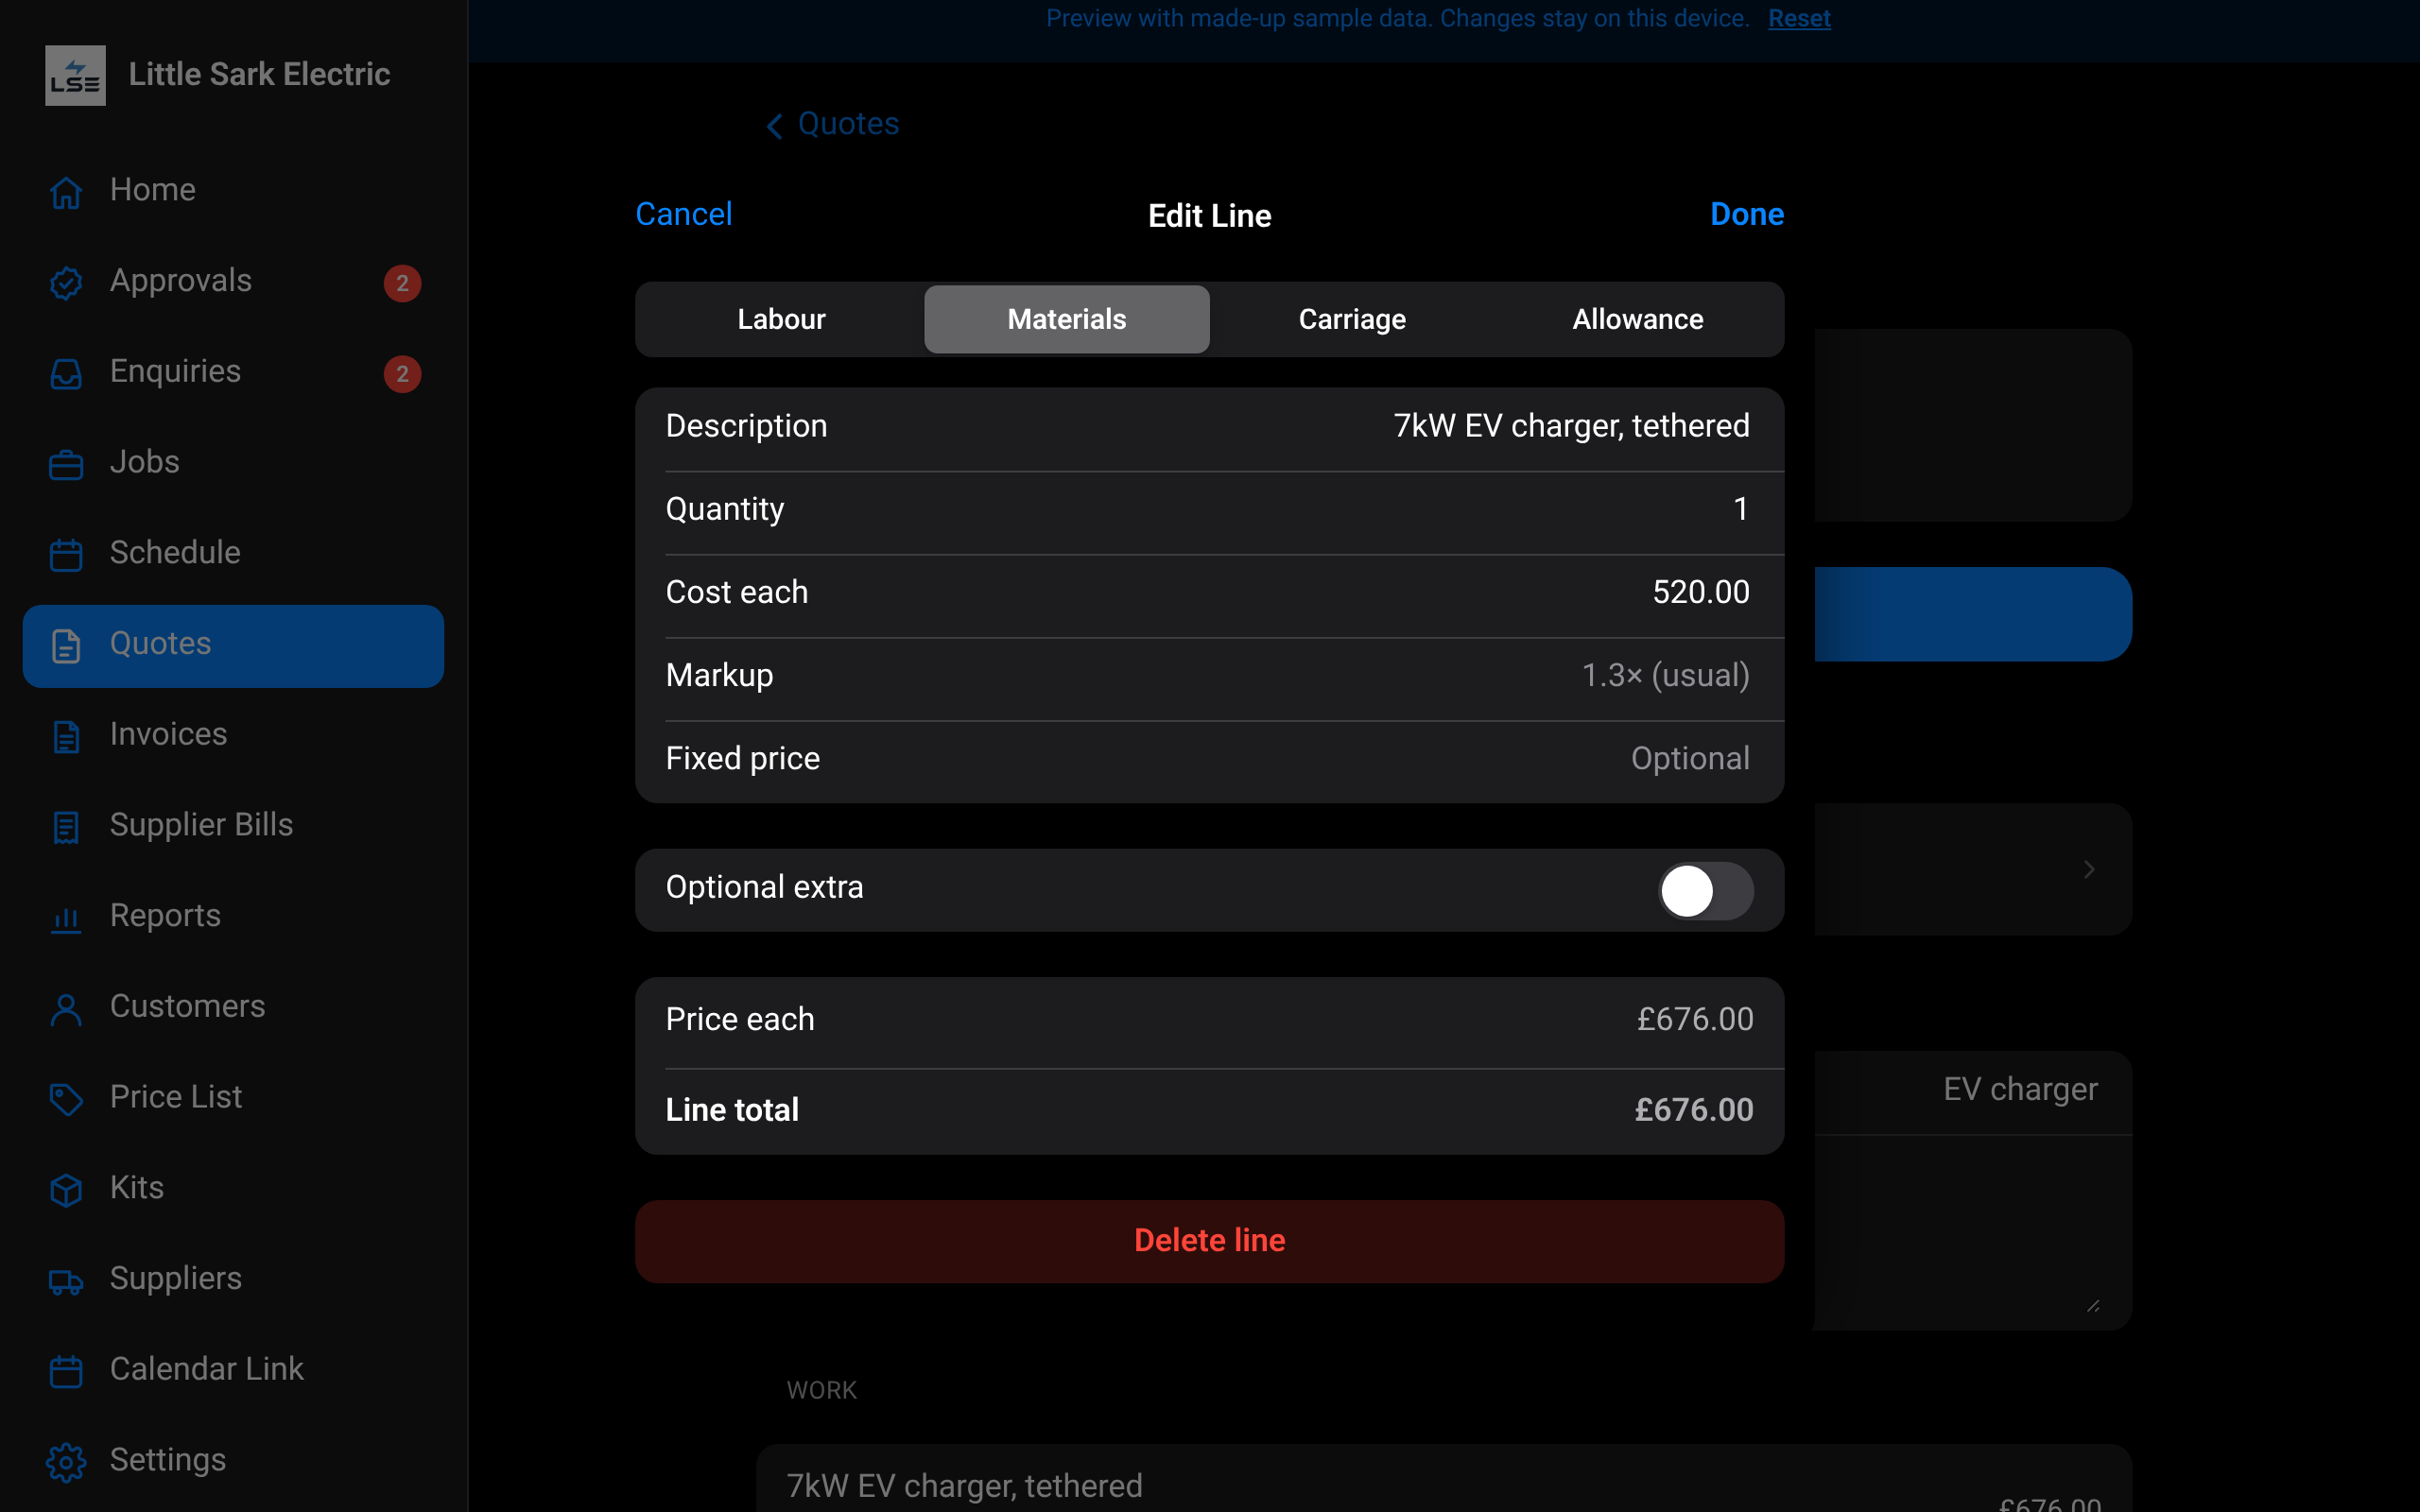 Preview with made-up sample data. Changes stay on this device. Reset
LSE
Little Sark Electric
Home
Approvals 2
Enquiries 2
Jobs
Schedule
Quotes
Invoices
Supplier Bills
Reports
Customers
Price List
Kits
Suppliers
Calendar Link
Settings
Quotes
Cancel Edit Line Done
Labour Materials Carriage Allowance
Description 7kW EV charger, tethered
Quantity 1
Cost each 520.00
Markup 1.3× (usual)
Fixed price Optional
Optional extra
Price each £676.00
Line total £676.00
Delete line
EV charger
WORK
7kW EV charger, tethered
£676.00